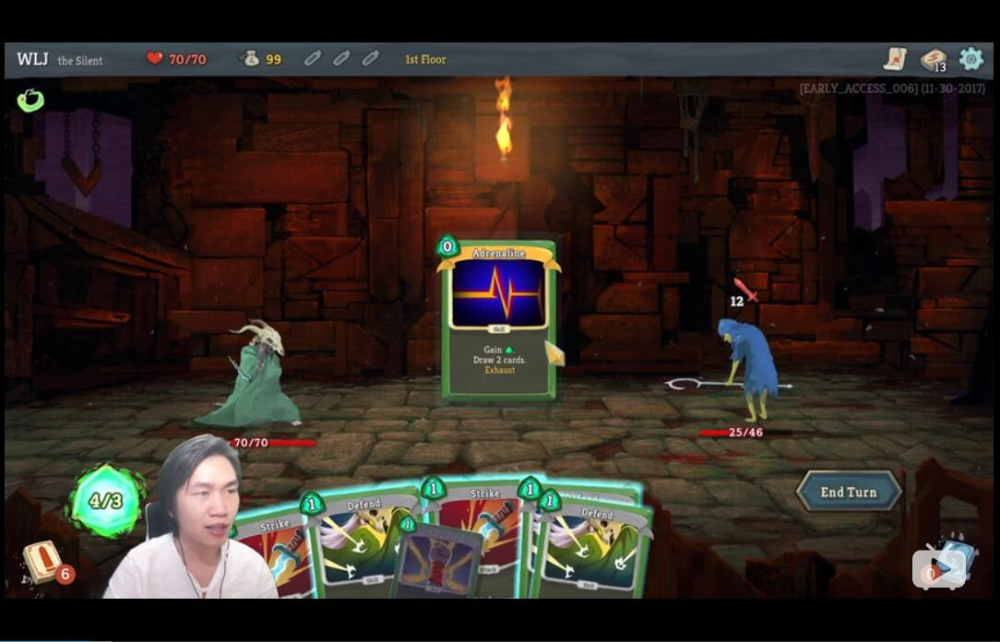 WLJ the Silent 70/70 99 1st Floor 13
[EARLY_ACCESS_006] (11-30-2017)
0 Adrenaline
Skill
Gain
Draw 2 cards.
Exhaust
12
70/70
25/46
4/3
End Turn
1 Strike
1 Defend
Skill
1
1 Strike
Attack
1
1 Defend
Skill
6
0